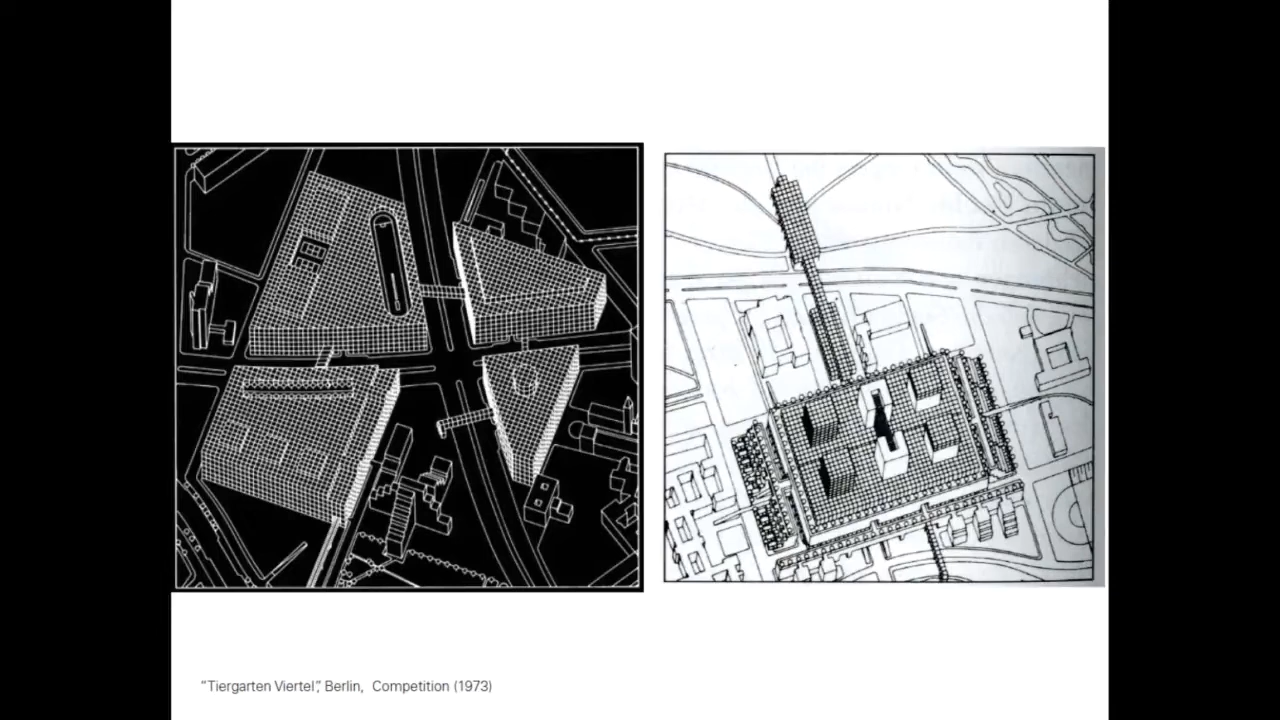 “Tiergarten Viertel”, Berlin, Competition (1973)